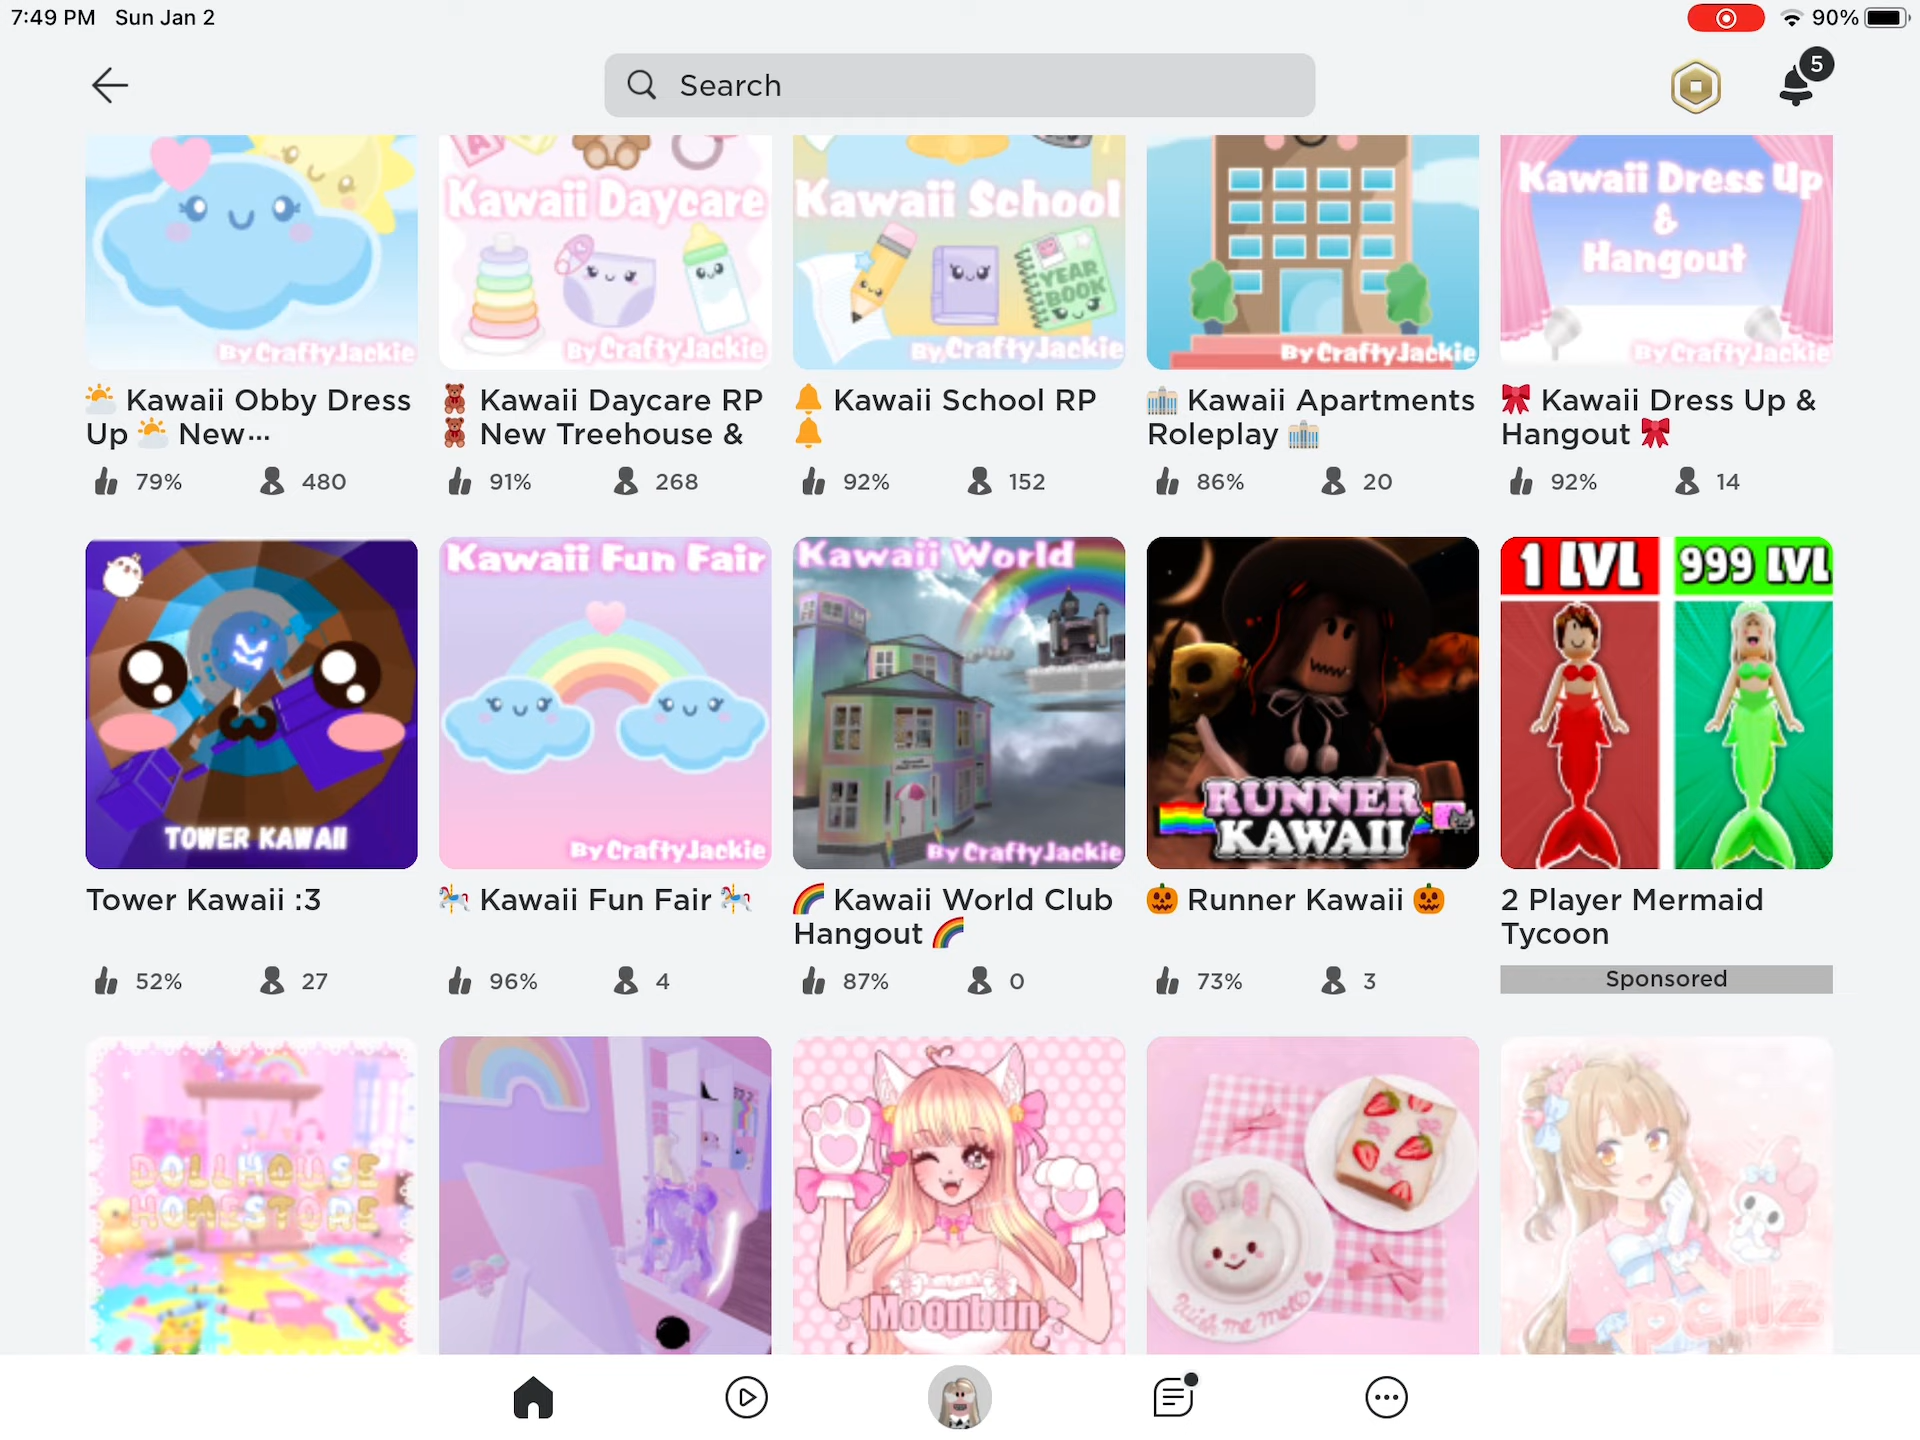 7:49 PM Sun Jan 2
90%
Search
5
Kawaii Daycare
By CraftyJackie
Kawaii School
YEAR
BOOK
By CraftyJackie
By CraftyJackie
By CraftyJackie
Kawaii Dress Up
&
Hangout
By CraftyJackie
⛅ Kawaii Obby Dress
Up ⛅ New...
79% 480
🧸 Kawaii Daycare RP
🧸 New Treehouse &
91% 268
🔔 Kawaii School RP
🔔
92% 152
🏨 Kawaii Apartments
Roleplay 🏨
86% 20
🎀 Kawaii Dress Up &
Hangout 🎀
92% 14
TOWER KAWAII
Kawaii Fun Fair
By CraftyJackie
Kawaii World
By CraftyJackie
RUNNER
KAWAII
1 LVL
999 LVL
Tower Kawaii :3
52% 27
🎠 Kawaii Fun Fair 🎠
96% 4
🌈 Kawaii World Club
Hangout 🌈
87% 0
🎃 Runner Kawaii 🎃
73% 3
2 Player Mermaid
Tycoon
Sponsored
DOLLHOUSE
HOMESTORE
Moonbun
Wish me mell
pellz